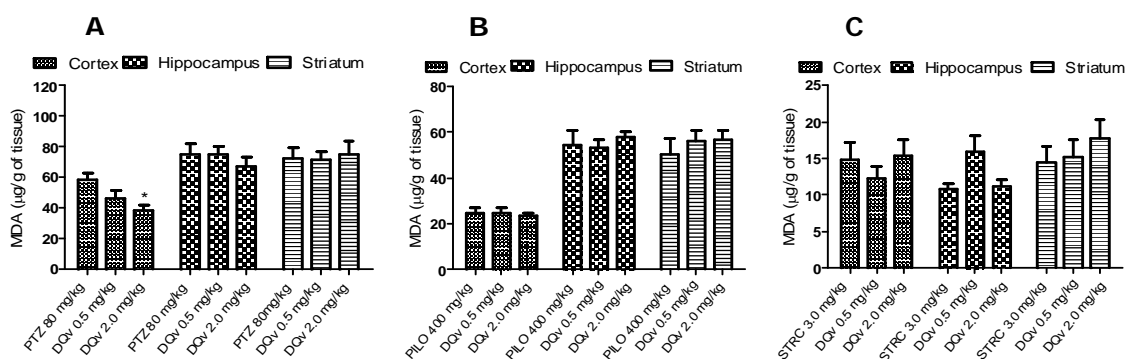 A
Cortex Hippocampus Striatum
MDA (µg/g of tissue)
120
100
80
60
40
20
0
*
PTZ 80 mg/kg
DQv 0.5 mg/kg
DQv 2.0 mg/kg
PTZ 80 mg/kg
DQv 0.5 mg/kg
DQv 2.0 mg/kg
PTZ 80mg/kg
DQv 0.5 mg/kg
DQv 2.0 mg/kg
B
Cortex Hippocampus Striatum
MDA (µg/g of tissue)
80
60
40
20
0
PILO 400 mg/kg
DQv 0.5 mg/kg
DQv 2.0 mg/kg
PILO 400 mg/kg
DQv 0.5 mg/kg
DQv 2.0 mg/kg
PILO 400 mg/kg
DQv 0.5 mg/kg
DQv 2.0 mg/kg
C
Cortex Hippocampus Striatum
MDA (µg/g of tissue)
25
20
15
10
5
0
STRC 3.0 mg/kg
DQv 0.5 mg/kg
DQv 2.0 mg/kg
STRC 3.0 mg/kg
DQv 0.5 mg/kg
DQv 2.0 mg/kg
STRC 3.0 mg/kg
DQv 0.5 mg/kg
DQv 2.0 mg/kg